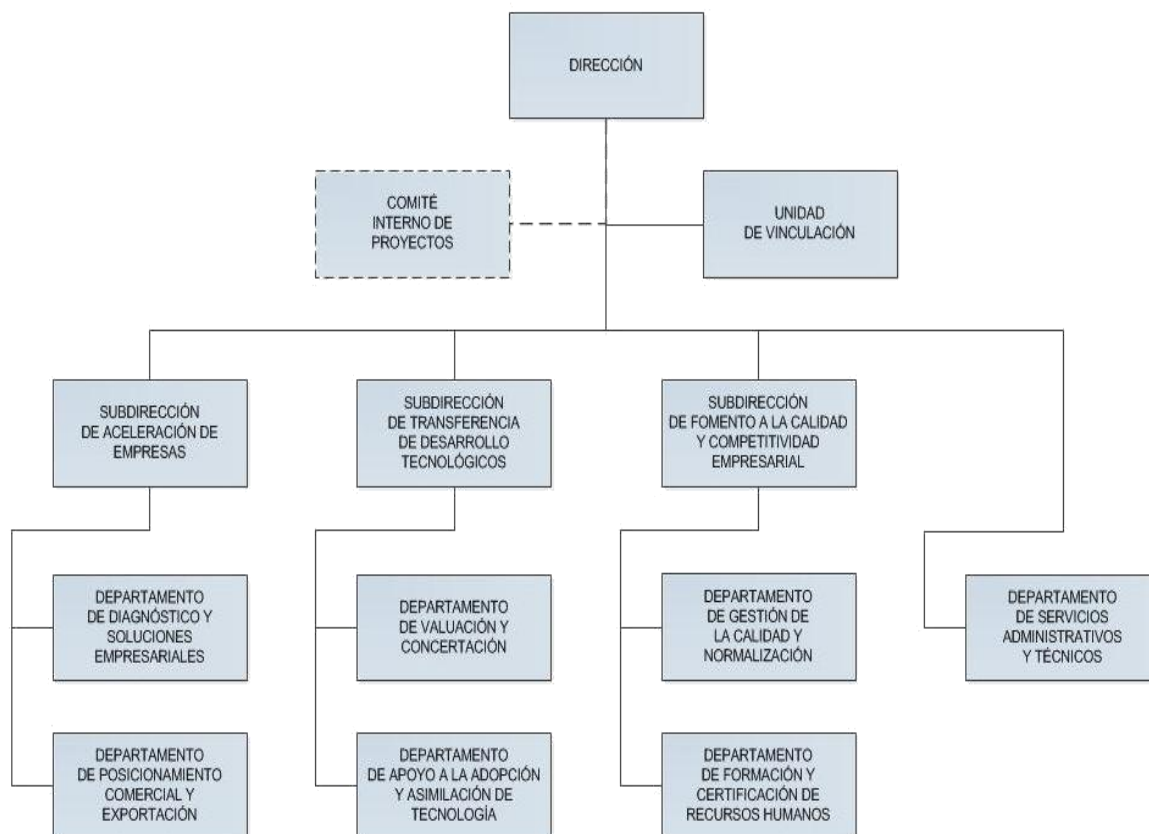 DIRECCIÓN
COMITÉ
INTERNO DE
PROYECTOS
UNIDAD
DE VINCULACIÓN
SUBDIRECCIÓN
DE ACELERACIÓN DE
EMPRESAS
SUBDIRECCIÓN
DE TRANSFERENCIA
DE DESARROLLO
TECNOLÓGICOS
SUBDIRECCIÓN
DE FOMENTO A LA CALIDAD
Y COMPETITIVIDAD
EMPRESARIAL
DEPARTAMENTO
DE DIAGNÓSTICO Y
SOLUCIONES
EMPRESARIALES
DEPARTAMENTO
DE VALUACIÓN Y
CONCERTACIÓN
DEPARTAMENTO
DE GESTIÓN DE
LA CALIDAD Y
NORMALIZACIÓN
DEPARTAMENTO
DE SERVICIOS
ADMINISTRATIVOS
Y TÉCNICOS
DEPARTAMENTO
DE POSICIONAMIENTO
COMERCIAL Y
EXPORTACIÓN
DEPARTAMENTO
DE APOYO A LA ADOPCIÓN
Y ASIMILACIÓN DE
TECNOLOGÍA
DEPARTAMENTO
DE FORMACIÓN Y
CERTIFICACIÓN DE
RECURSOS HUMANOS